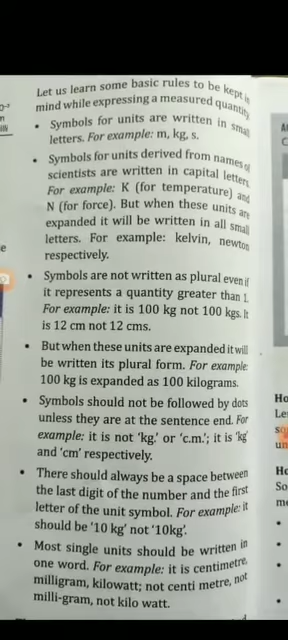 Let us learn some basic rules to be kept in
mind while expressing a measured quantity
• Symbols for units are written in small
letters. For example: m, kg, s.
• Symbols for units derived from names of
scientists are written in capital letters
For example: K (for temperature) and
N (for force). But when these units are
expanded it will be written in all small
letters. For example: kelvin, newton
respectively.
• Symbols are not written as plural even if
it represents a quantity greater than 1.
For example: it is 100 kg not 100 kgs. It
is 12 cm not 12 cms.
• But when these units are expanded it will
be written its plural form. For example:
100 kg is expanded as 100 kilograms.
• Symbols should not be followed by dots
unless they are at the sentence end. For
example: it is not 'kg.' or 'c.m.'; it is 'kg'
and 'cm' respectively.
• There should always be a space between
the last digit of the number and the first
letter of the unit symbol. For example: it
should be '10 kg' not '10kg'.
• Most single units should be written in
one word. For example: it is centimetre,
milligram, kilowatt; not centi metre, not
milli-gram, not kilo watt.
Ho
Le
so
un
Ho
So
me